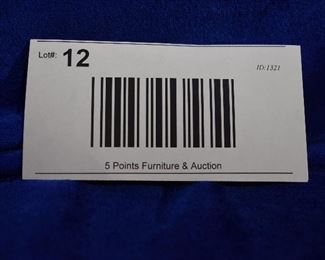 Lot#: 12 ID:1321
5 Points Furniture & Auction